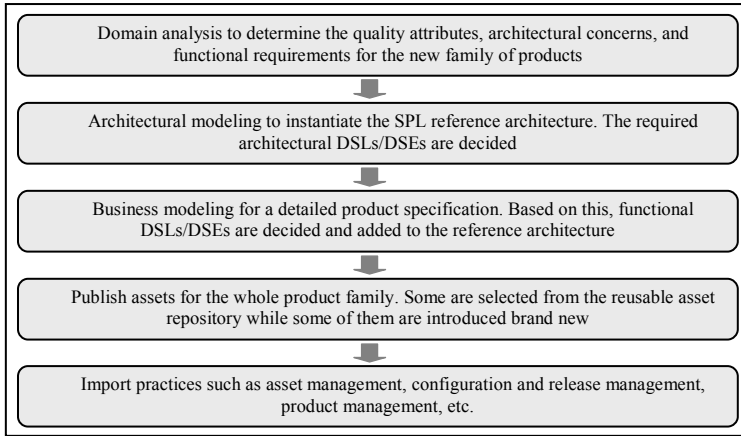 Domain analysis to determine the quality attributes, architectural concerns, and
functional requirements for the new family of products
Architectural modeling to instantiate the SPL reference architecture. The required
architectural DSLs/DSEs are decided
Business modeling for a detailed product specification. Based on this, functional
DSLs/DSEs are decided and added to the reference architecture
Publish assets for the whole product family. Some are selected from the reusable asset
repository while some of them are introduced brand new
Import practices such as asset management, configuration and release management,
product management, etc.